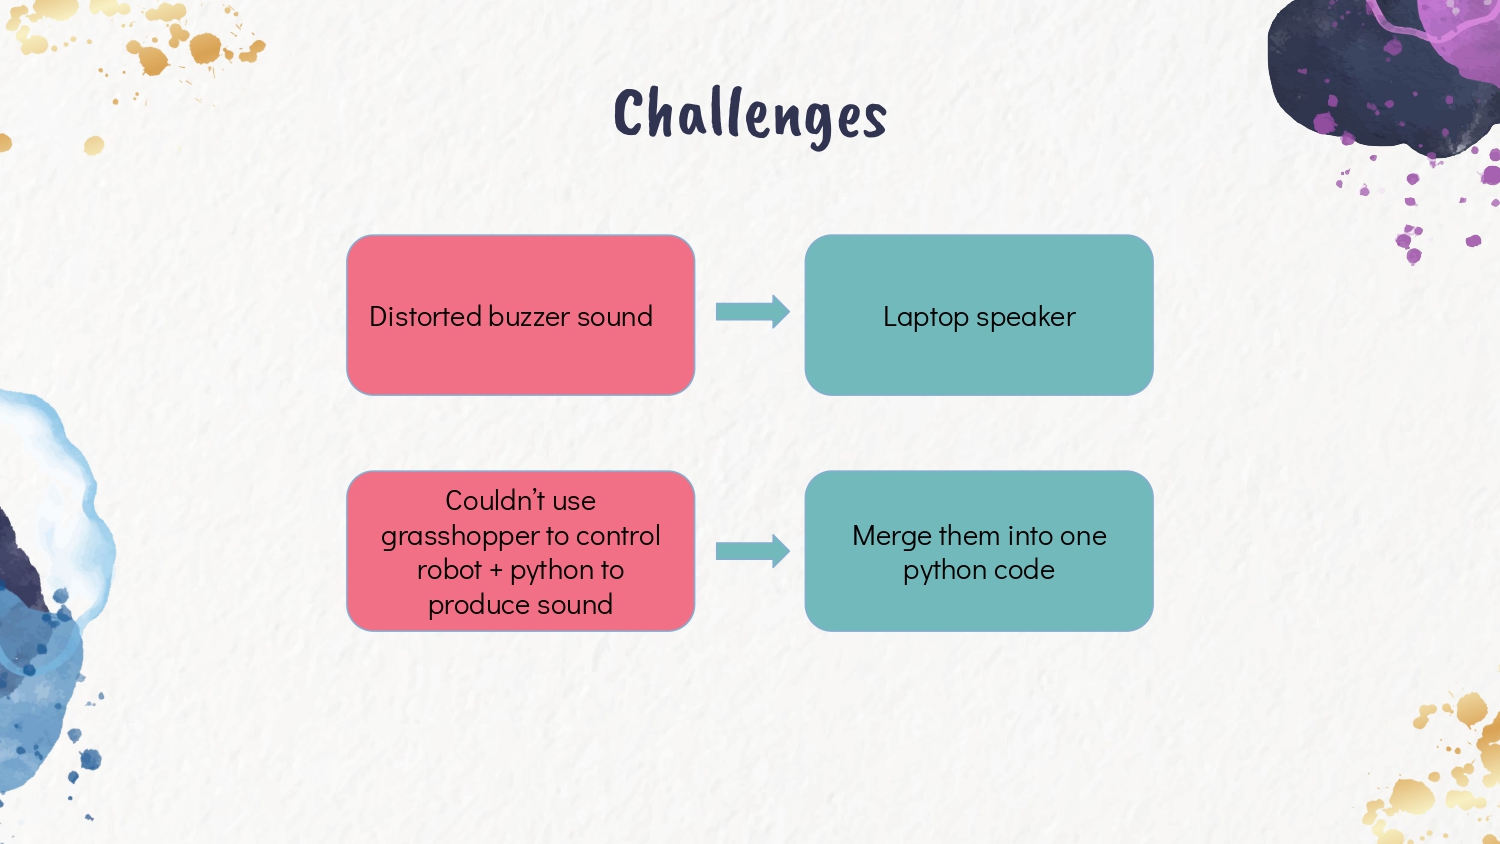 Challenges
Distorted buzzer sound
Laptop speaker
Couldn’t use
grasshopper to control
robot + python to
produce sound
Merge them into one
python code